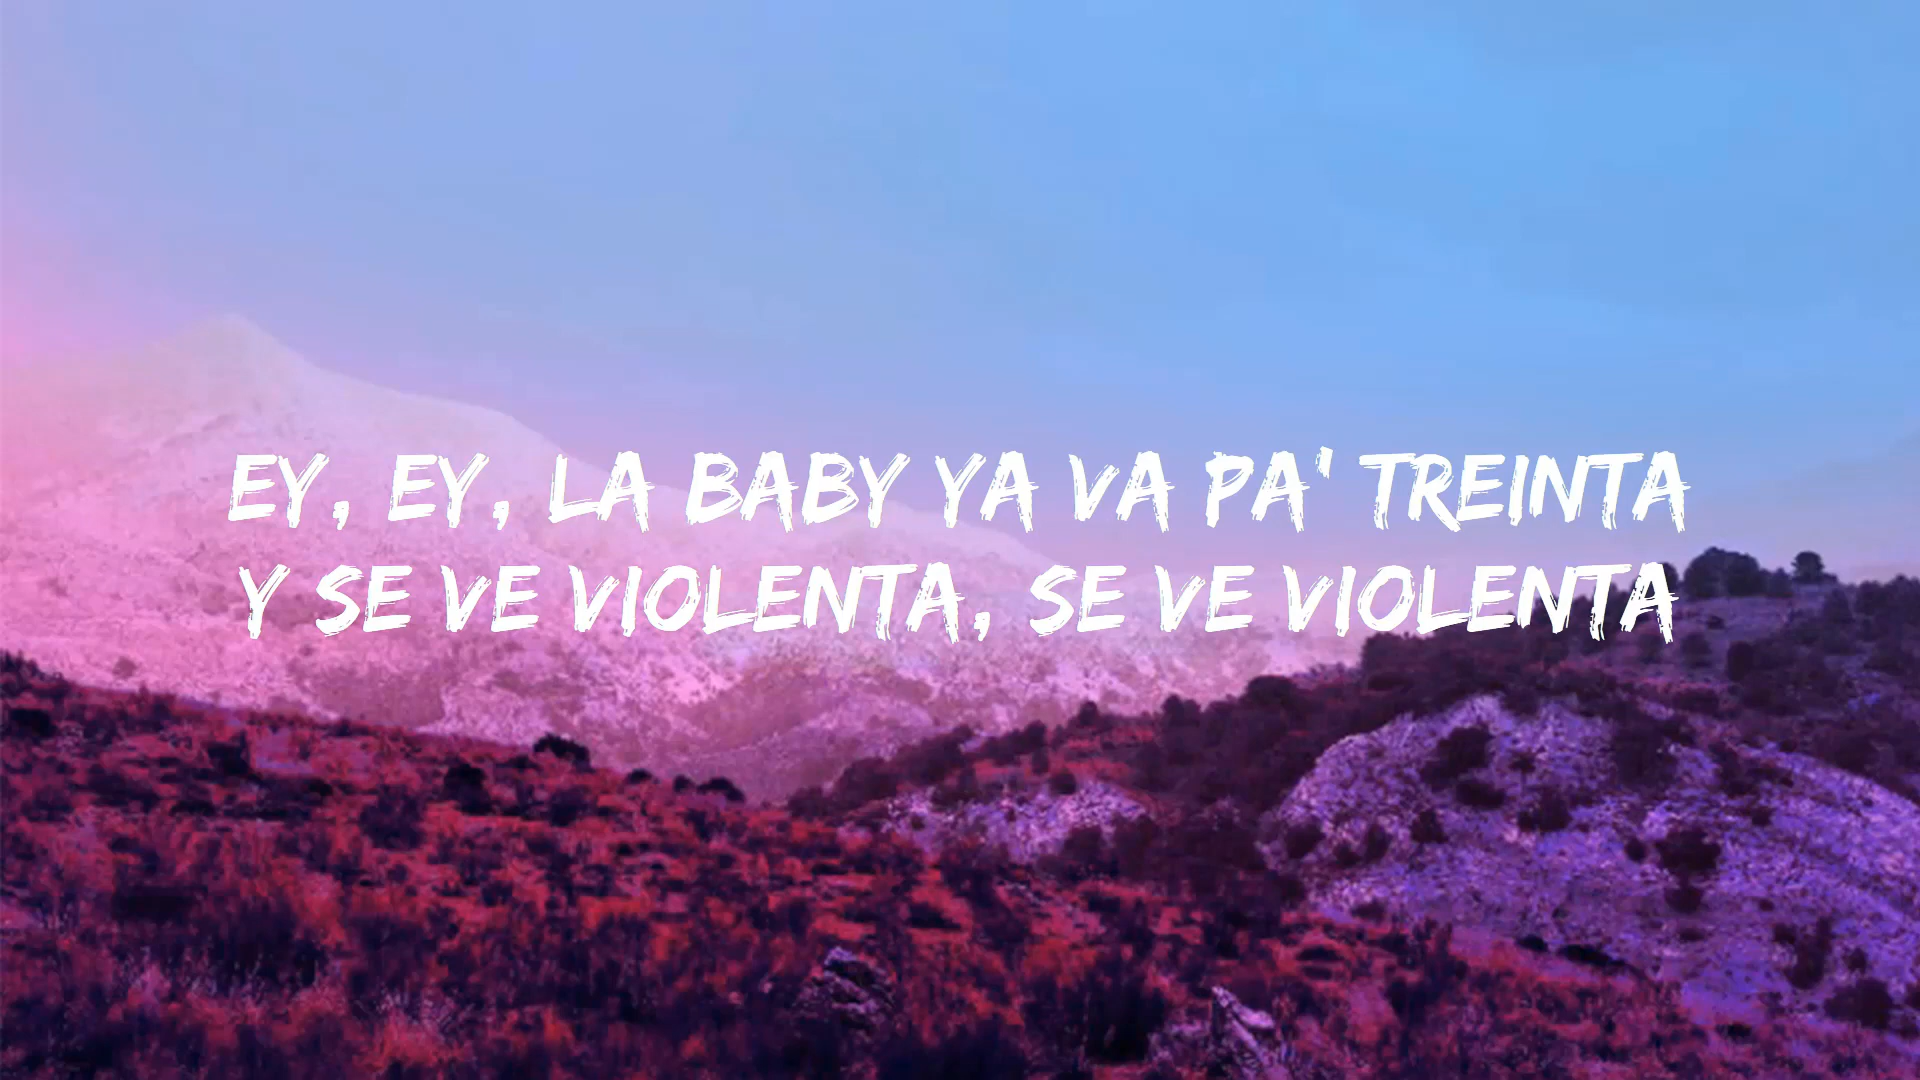 EY, EY, LA BABY YA VA PA' TREINTA
Y SE VE VIOLENTA, SE VE VIOLENTA